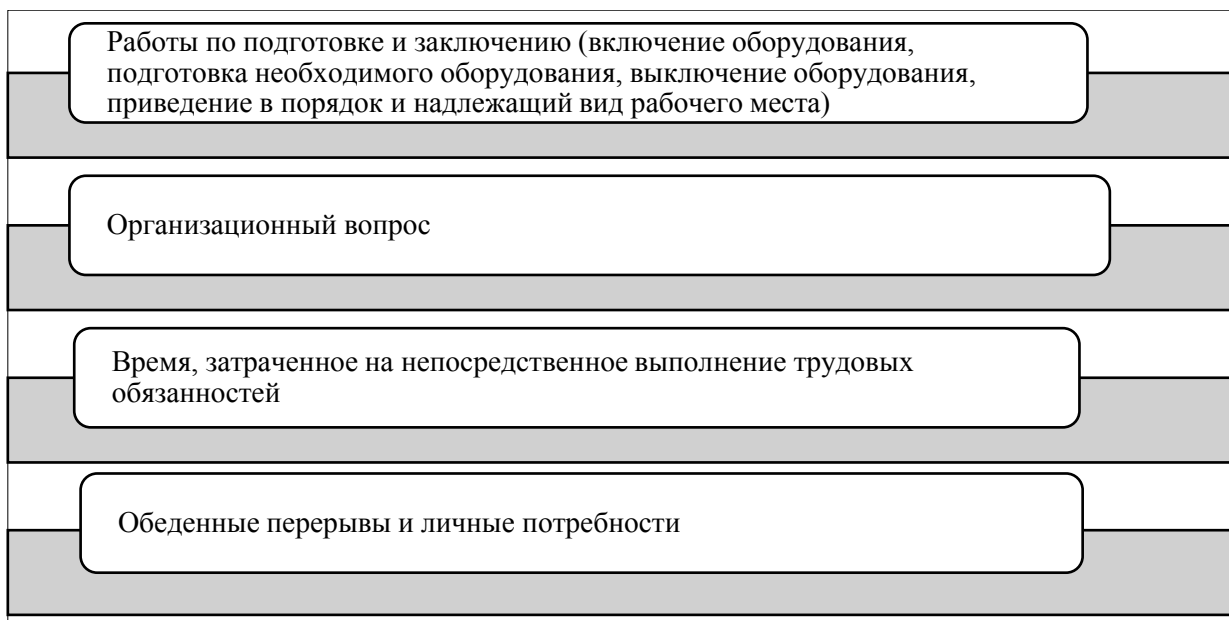 Работы по подготовке и заключению (включение оборудования,
подготовка необходимого оборудования, выключение оборудования,
приведение в порядок и надлежащий вид рабочего места)
Организационный вопрос
Время, затраченное на непосредственное выполнение трудовых
обязанностей
Обеденные перерывы и личные потребности